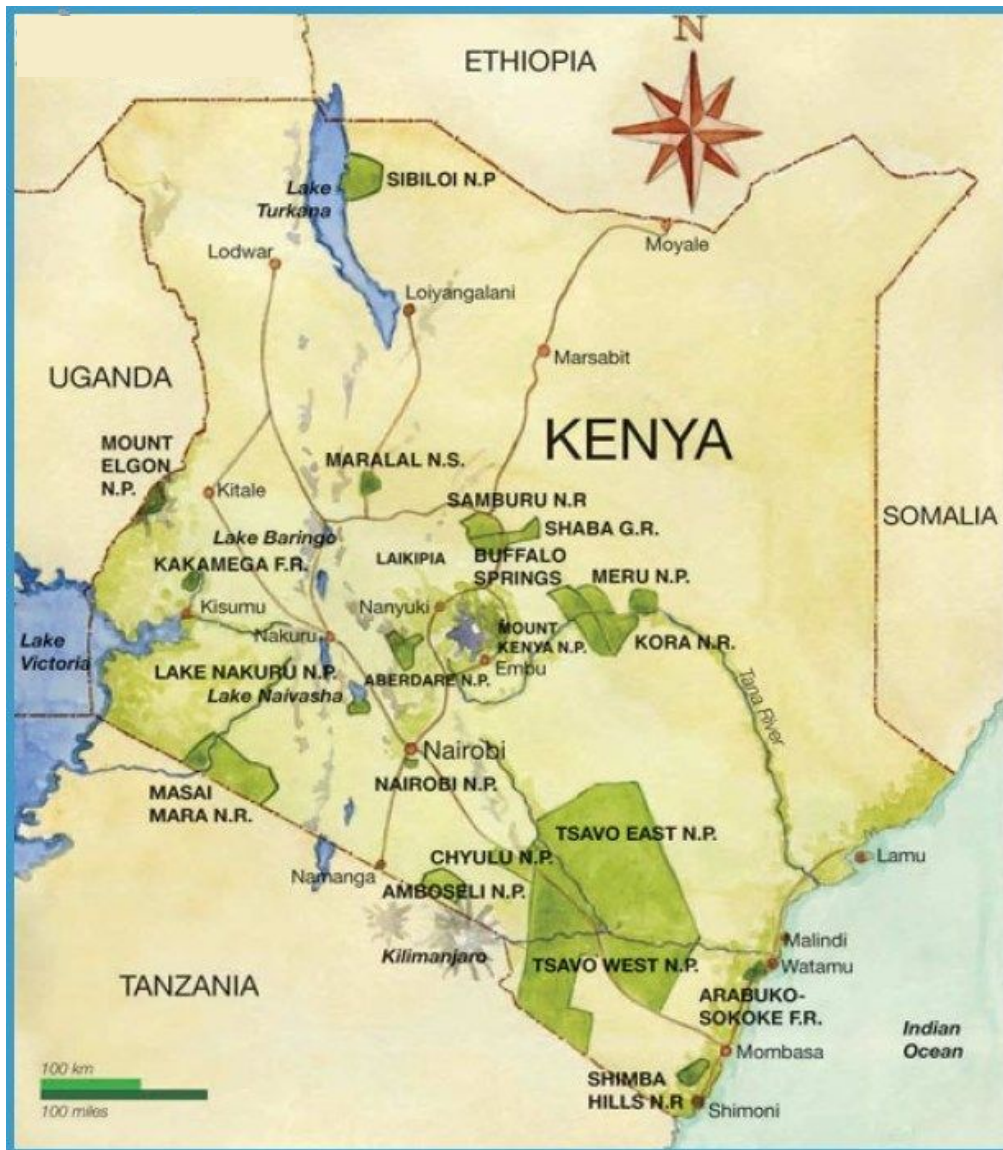 N
ETHIOPIA
SIBILOI N.P
Lake
Turkana
Moyale
Lodwar
Loiyangalani
Marsabit
UGANDA
KENYA
MOUNT
ELGON
N.P.
MARALAL N.S.
Kitale
SAMBURU N.R
SOMALIA
SHABA G.R.
Lake Baringo
LAIKIPIA
BUFFALO
SPRINGS
KAKAMEGA F.R.
MERU N.P.
Kisumu
Nanyuki
Lake
Victoria
Nakuru
MOUNT
KENYA N.P.
KORA N.R.
Embu
LAKE NAKURU N.P.
ABERDARE N.P.
Lake Naivasha
Tana River
Nairobi
NAIROBI N.P.
MASAI
MARA N.R.
TSAVO EAST N.P.
CHYULU N.P.
Lamu
Namanga
AMBOSELI N.P.
Malindi
Kilimanjaro
TSAVO WEST N.P.
Watamu
TANZANIA
ARABUKO-
SOKOKE F.R.
Indian
Ocean
Mombasa
100 km
100 miles
SHIMBA
HILLS N.R
Shimoni